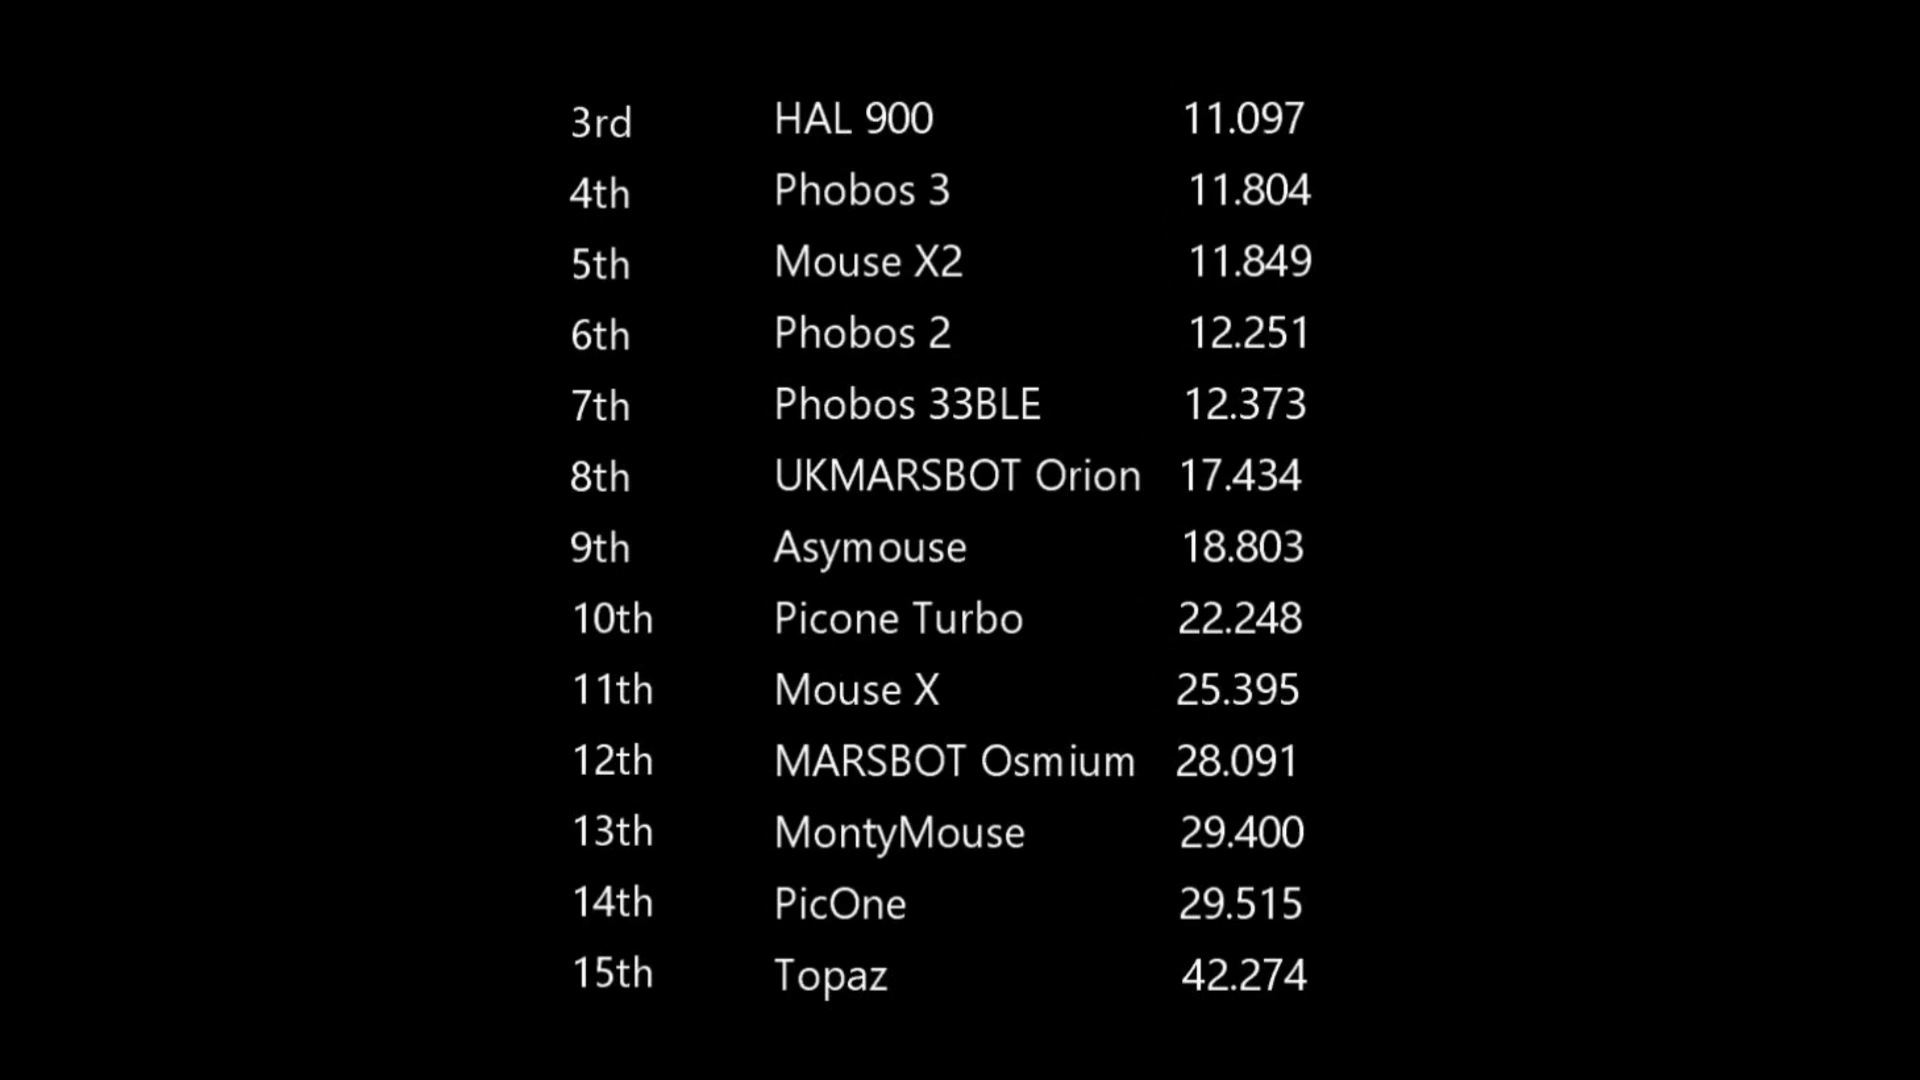 3rd HAL 900 11.097
4th Phobos 3 11.804
5th Mouse X2 11.849
6th Phobos 2 12.251
7th Phobos 33BLE 12.373
8th UKMARSBOT Orion 17.434
9th Asymouse 18.803
10th Picone Turbo 22.248
11th Mouse X 25.395
12th MARSBOT Osmium 28.091
13th MontyMouse 29.400
14th PicOne 29.515
15th Topaz 42.274